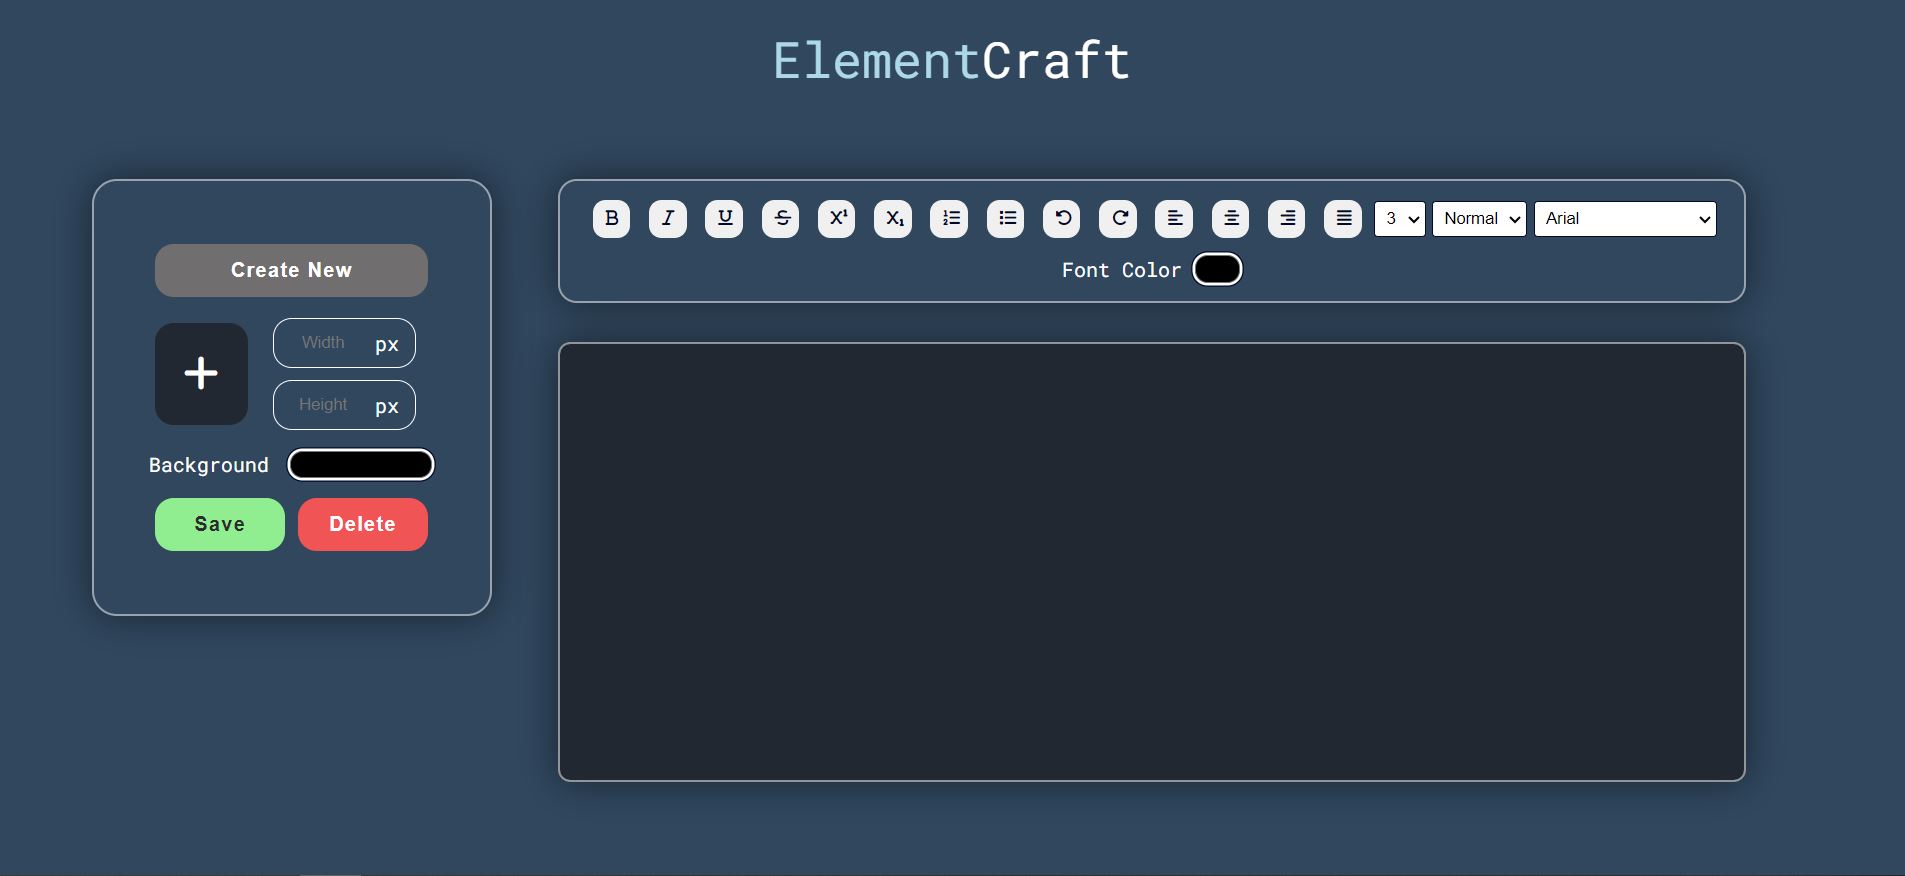 ElementCraft
Create New
Width px
Height px
Background
Save Delete
B I U S X¹ X₁ 3 Normal Arial
Font Color